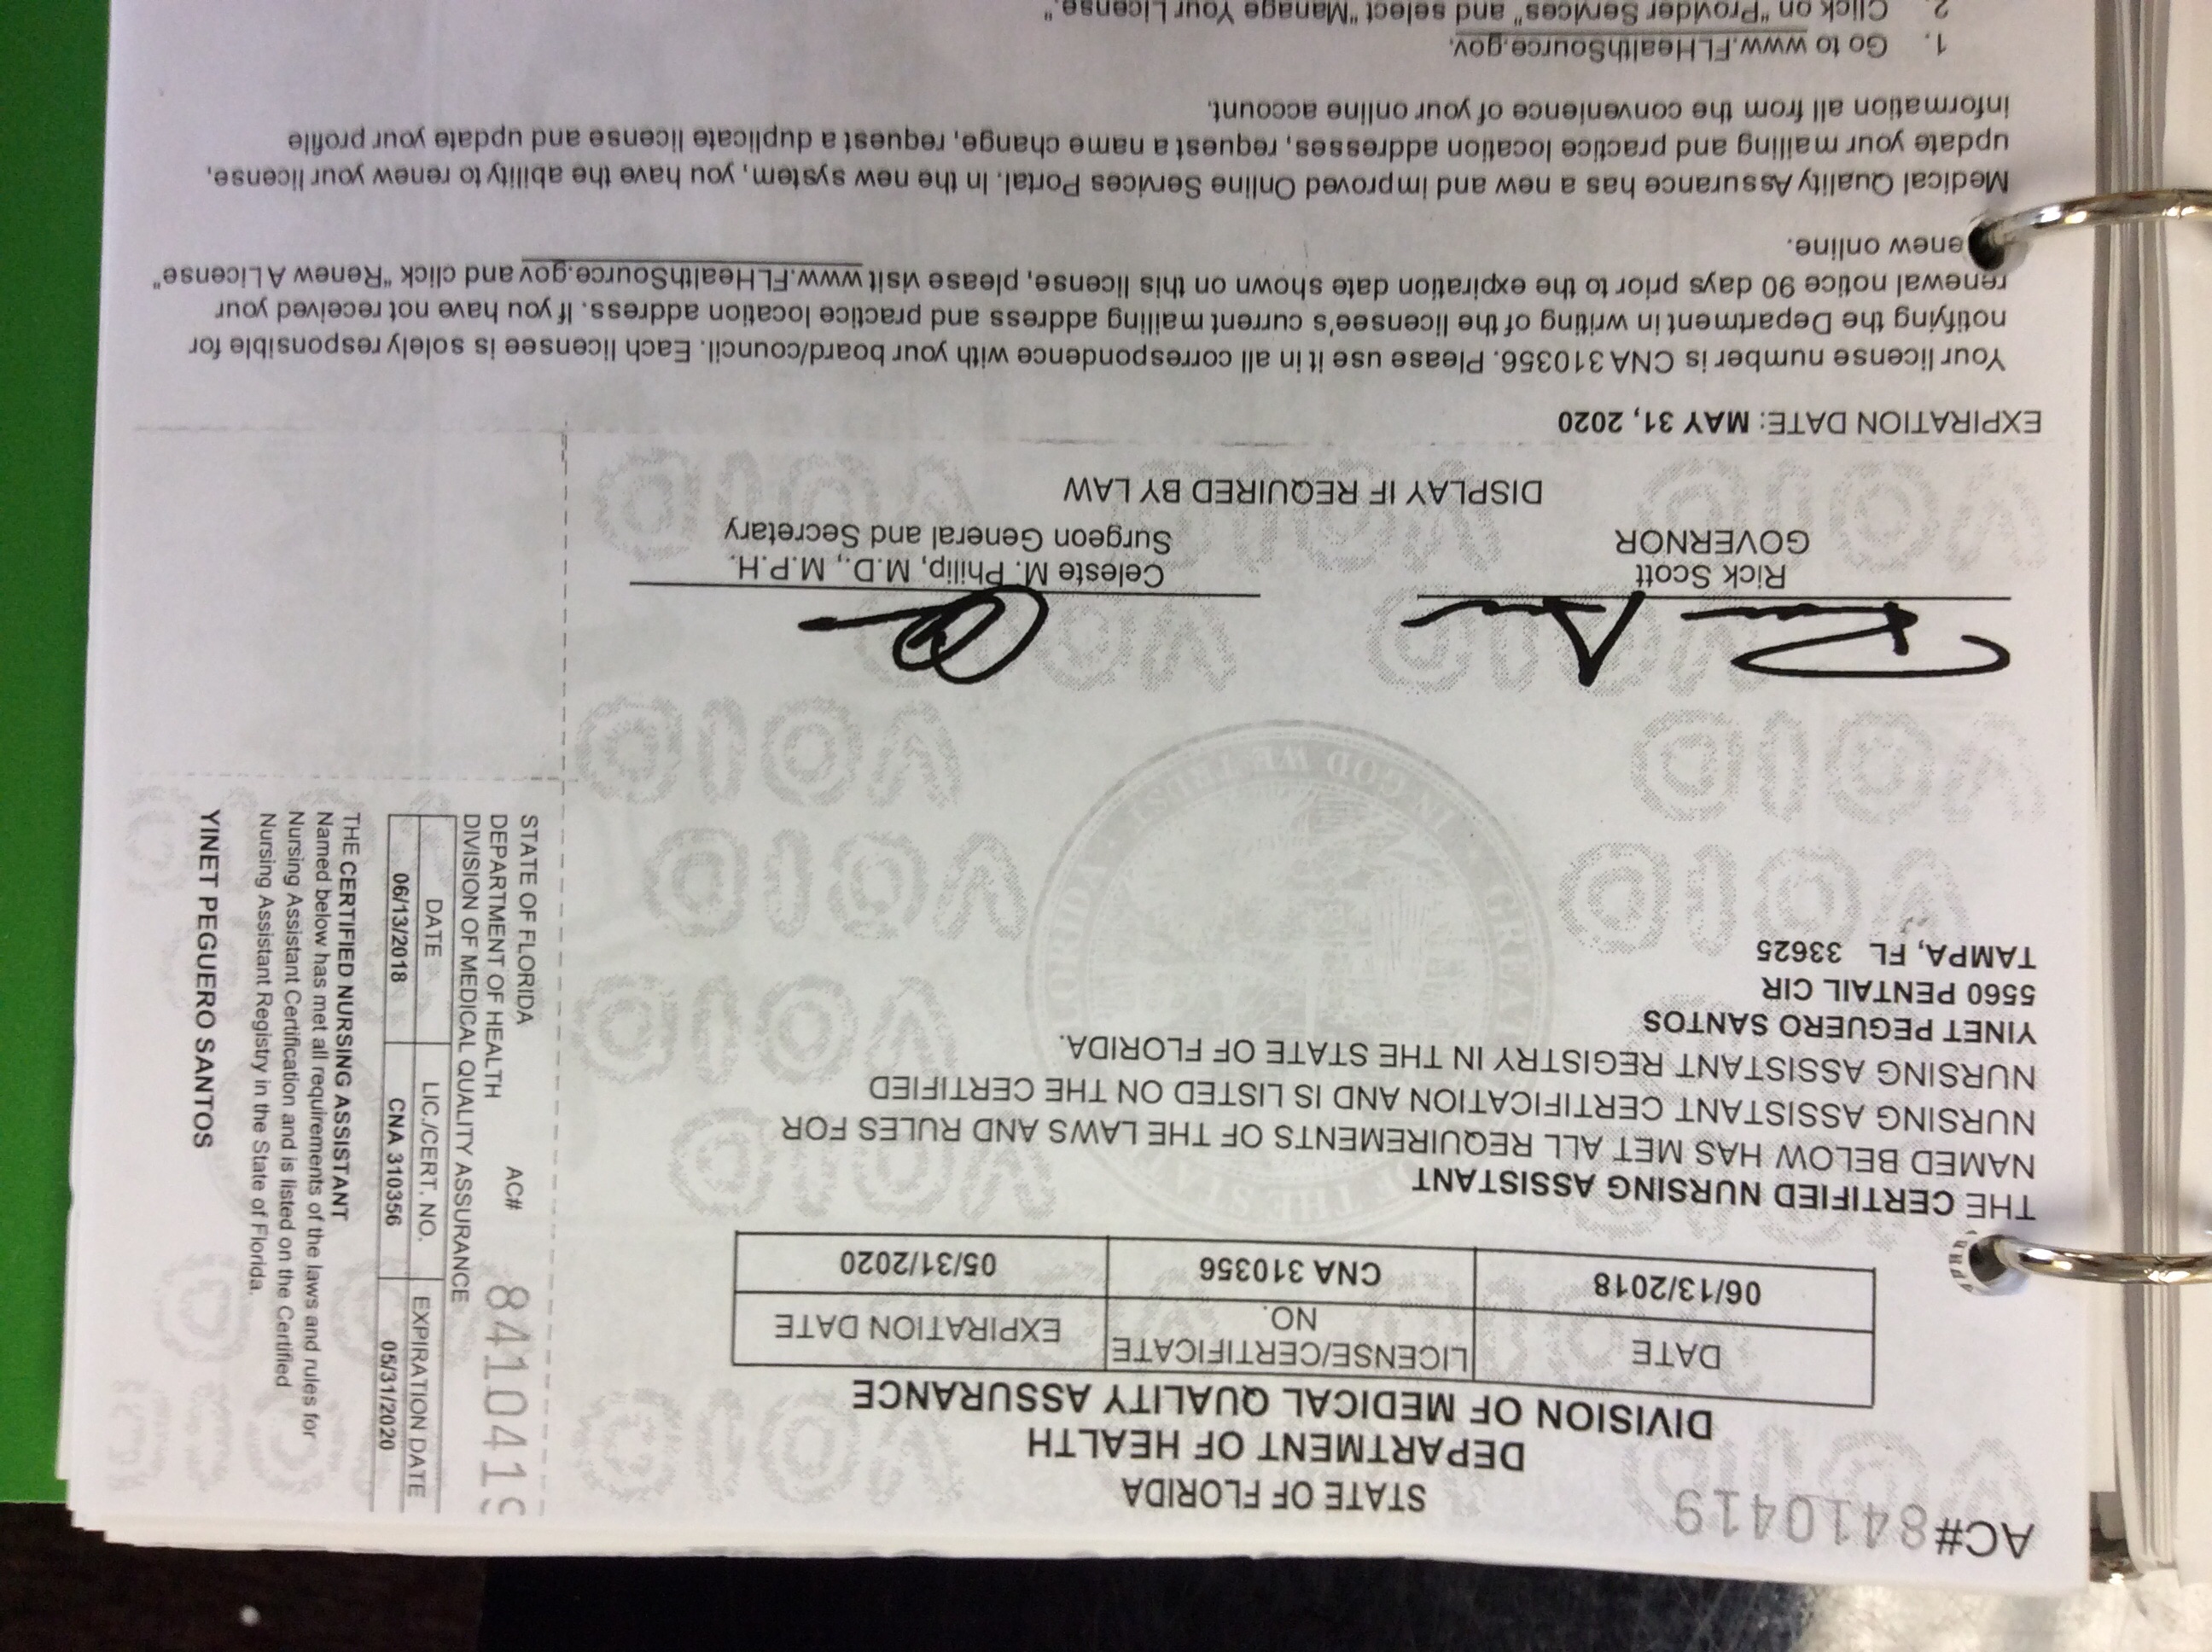 AC# 8410419
STATE OF FLORIDA
DEPARTMENT OF HEALTH
DIVISION OF MEDICAL QUALITY ASSURANCE
DATE
LICENSE/CERTIFICATE NO.
EXPIRATION DATE
06/13/2018
CNA 310356
05/31/2020
THE CERTIFIED NURSING ASSISTANT
NAMED BELOW HAS MET ALL REQUIREMENTS OF THE LAWS AND RULES FOR
NURSING ASSISTANT CERTIFICATION AND IS LISTED ON THE CERTIFIED
NURSING ASSISTANT REGISTRY IN THE STATE OF FLORIDA.
YINET PEGUERO SANTOS
5560 PENTAIL CIR
TAMPA, FL 33625
VOID
IN GOD WE TRUST
Rick Scott
GOVERNOR
Celeste M. Philip, M.D., M.P.H.
Surgeon General and Secretary
DISPLAY IF REQUIRED BY LAW
STATE OF FLORIDA AC# 8410419
DEPARTMENT OF HEALTH
DIVISION OF MEDICAL QUALITY ASSURANCE
DATE LIC./CERT. NO. EXPIRATION DATE
06/13/2018 CNA 310356 05/31/2020
THE CERTIFIED NURSING ASSISTANT
Named below has met all requirements of the laws and rules for
Nursing Assistant Certification and is listed on the Certified
Nursing Assistant Registry in the State of Florida.
YINET PEGUERO SANTOS
EXPIRATION DATE: MAY 31, 2020
Your license number is CNA 310356. Please use it in all correspondence with your board/council. Each licensee is solely responsible for
notifying the Department in writing of the licensee's current mailing address and practice location address. If you have not received your
renewal notice 90 days prior to the expiration date shown on this license, please visit www.FLHealthSource.gov and click “Renew A License”
enew online.
Medical Quality Assurance has a new and improved Online Services Portal. In the new system, you have the ability to renew your license,
update your mailing and practice location addresses, request a name change, request a duplicate license and update your profile
information all from the convenience of your online account.
1. Go to www.FLHealthSource.gov.
2. Click on "Provider Services" and select "Manage Your License."